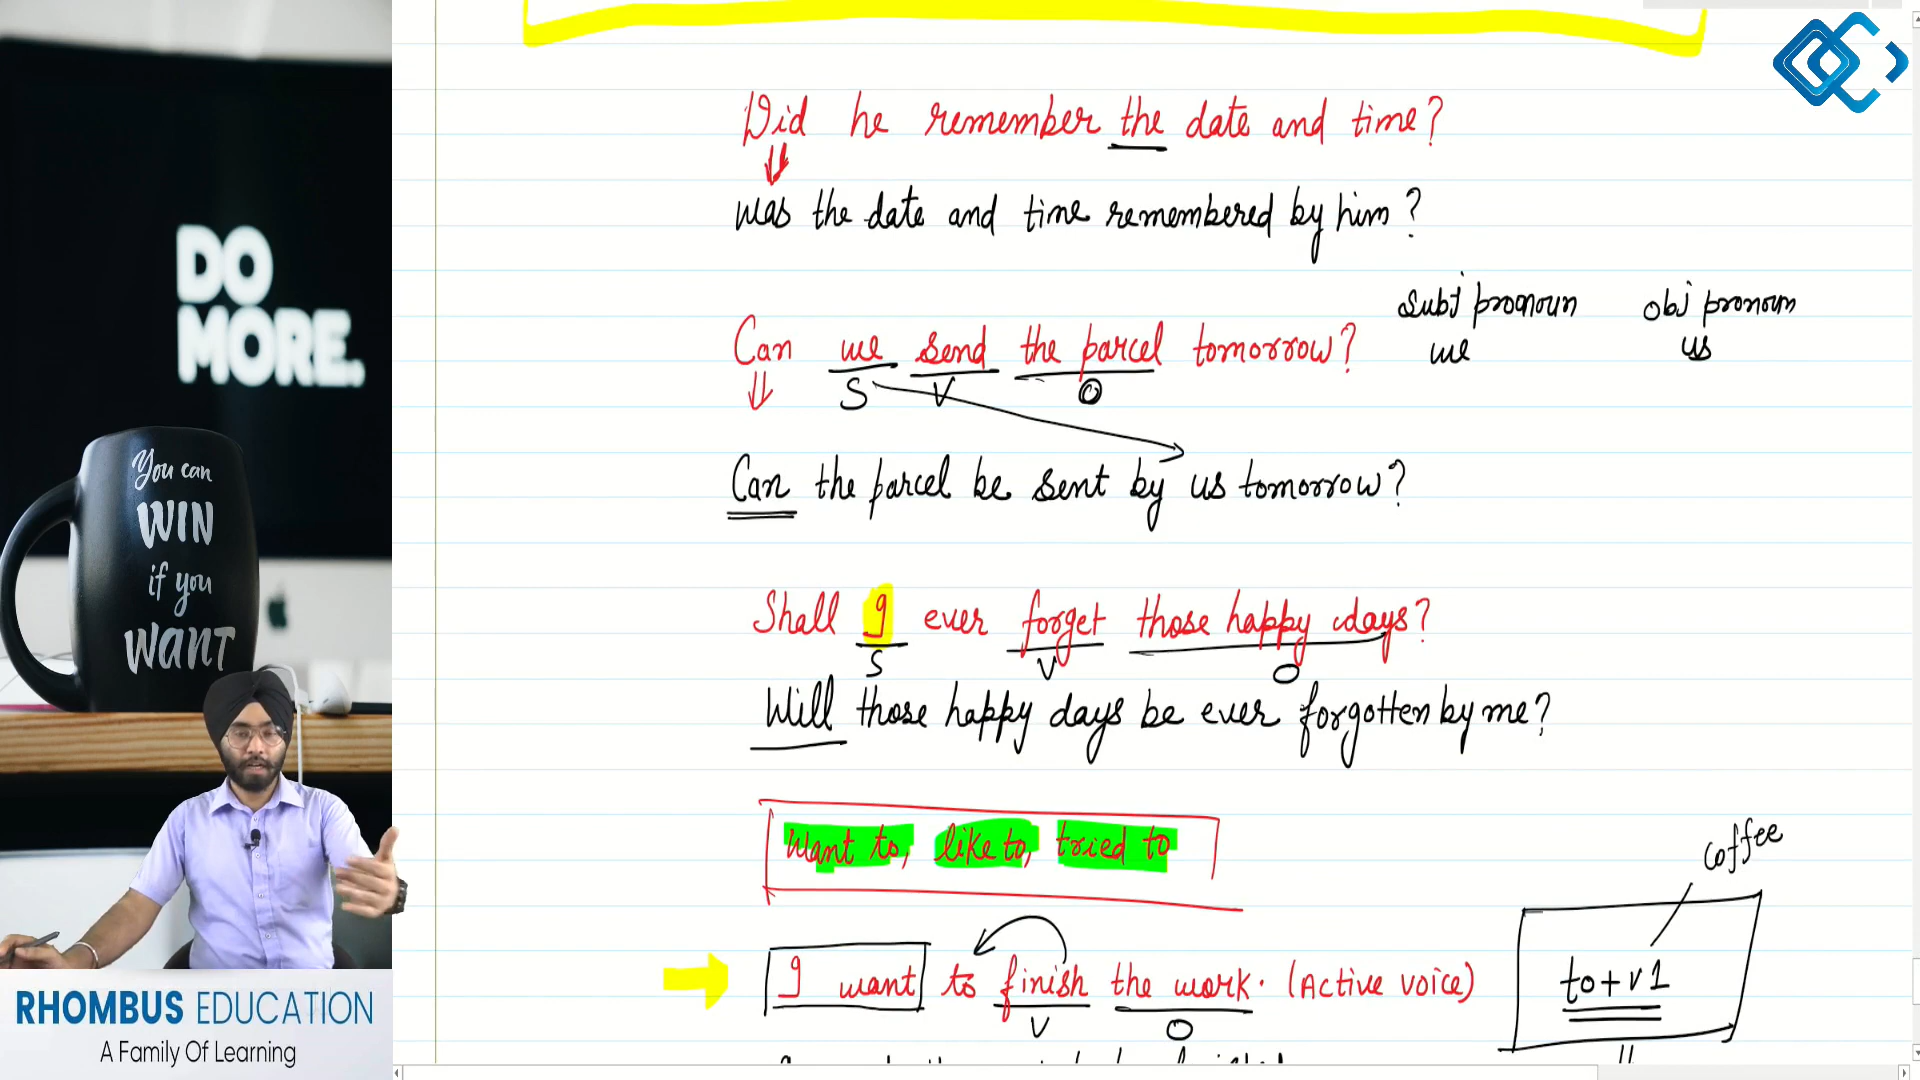 DO
MORE.
You can
WIN
if you
WANT
RHOMBUS EDUCATION
A Family Of Learning
Did he remember the date and time?
was the date and time remembered by him?
Subj pronoun obj pronoun
we us
Can we send the parcel tomorrow?
S V O
Can the parcel be sent by us tomorrow?
Shall I ever forget those happy days?
S V O
Will those happy days be ever forgotten by me?
Want to, like to, tried to
coffee
I want to finish the work. (Active voice)
V O
to+v1